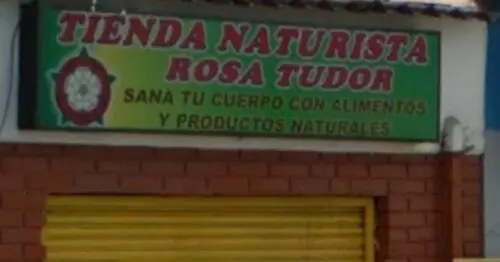 TIENDA NATURISTA
ROSA TUDOR
SANA TU CUERPO CON ALIMENTOS
Y PRODUCTOS NATURALES